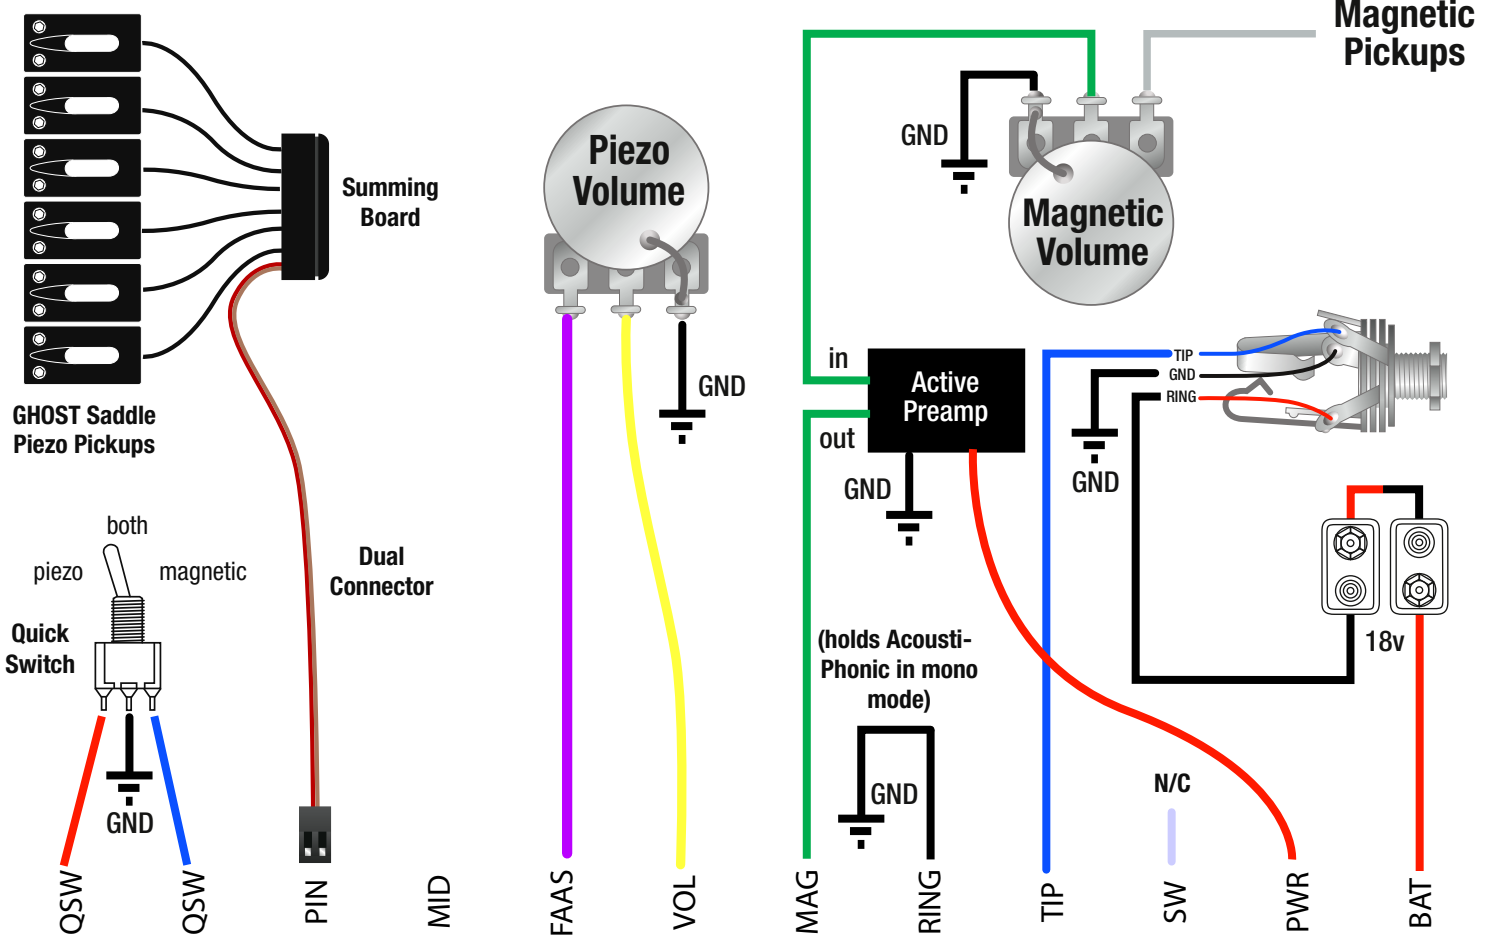 Magnetic
Pickups
GND
Magnetic
Volume
Piezo
Volume
GND
Summing
Board
GHOST Saddle
Piezo Pickups
in
Active
Preamp
out
GND
TIP
GND
RING
GND
18v
Dual
Connector
both
piezo
magnetic
Quick
Switch
GND
(holds Acousti-
Phonic in mono
mode)
GND
N/C
QSW
QSW
PIN
MID
FAAS
VOL
MAG
RING
TIP
SW
PWR
BAT